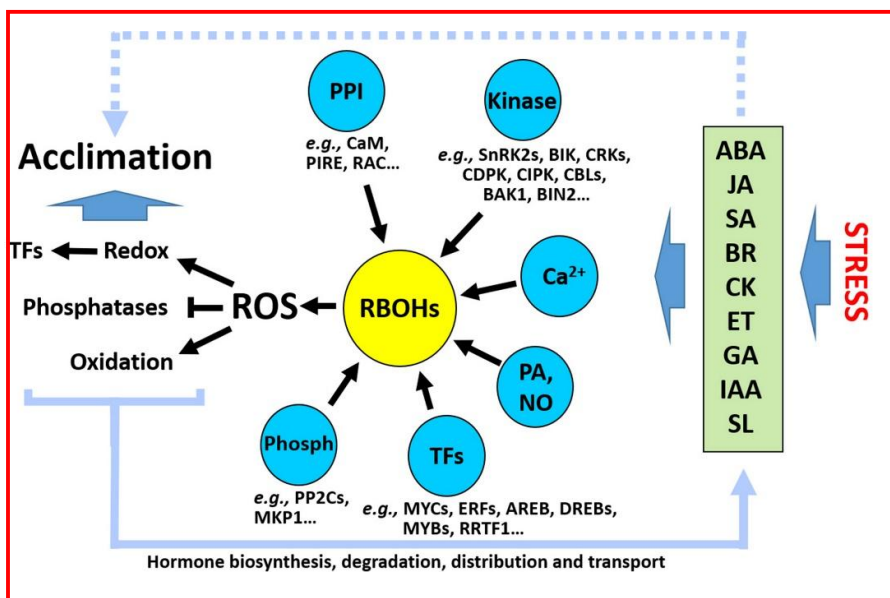 PPI
e.g., CaM,
PIRE, RAC...
Kinase
e.g., SnRK2s, BIK, CRKs,
CDPK, CIPK, CBLs,
BAK1, BIN2...
Acclimation
TFs
Redox
Phosphatases
ROS
Oxidation
RBOHs
Ca²⁺
PA,
NO
Phosph
e.g., PP2Cs,
MKP1...
TFs
e.g., MYCs, ERFs, AREB, DREBs,
MYBs, RRTF1...
ABA
JA
SA
BR
CK
ET
GA
IAA
SL
STRESS
Hormone biosynthesis, degradation, distribution and transport